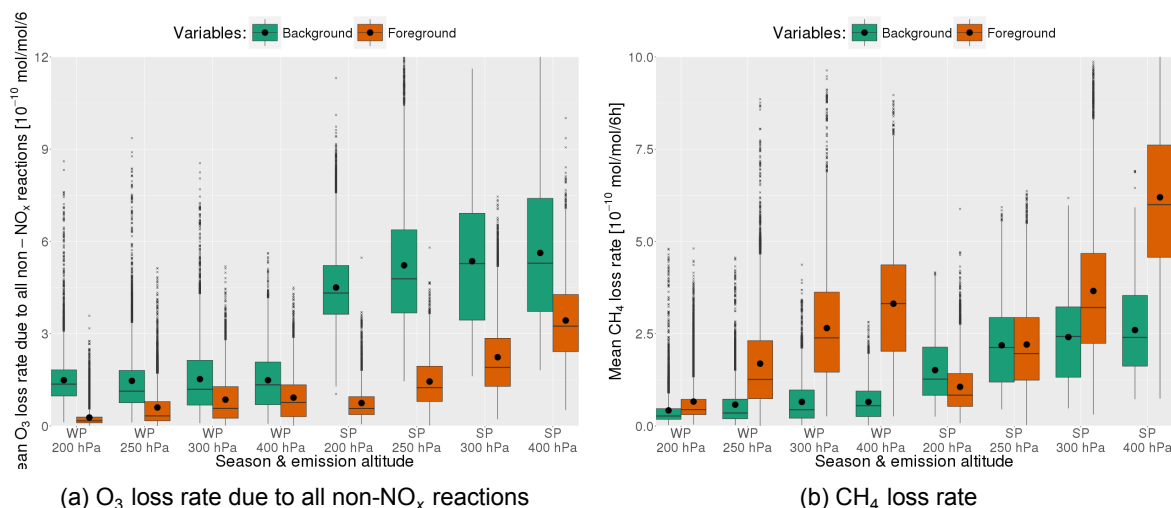 Variables: Background Foreground
ean O3 loss rate due to all non − NOx reactions [10−10 mol/mol/6
12
9
6
3
0
WP WP WP WP SP SP SP SP
200 hPa 250 hPa 300 hPa 400 hPa 200 hPa 250 hPa 300 hPa 400 hPa
Season & emission altitude
(a) O3 loss rate due to all non-NOx reactions
Variables: Background Foreground
Mean CH4 loss rate [10−10 mol/mol/6h]
10.0
7.5
5.0
2.5
0.0
WP WP WP WP SP SP SP SP
200 hPa 250 hPa 300 hPa 400 hPa 200 hPa 250 hPa 300 hPa 400 hPa
Season & emission altitude
(b) CH4 loss rate